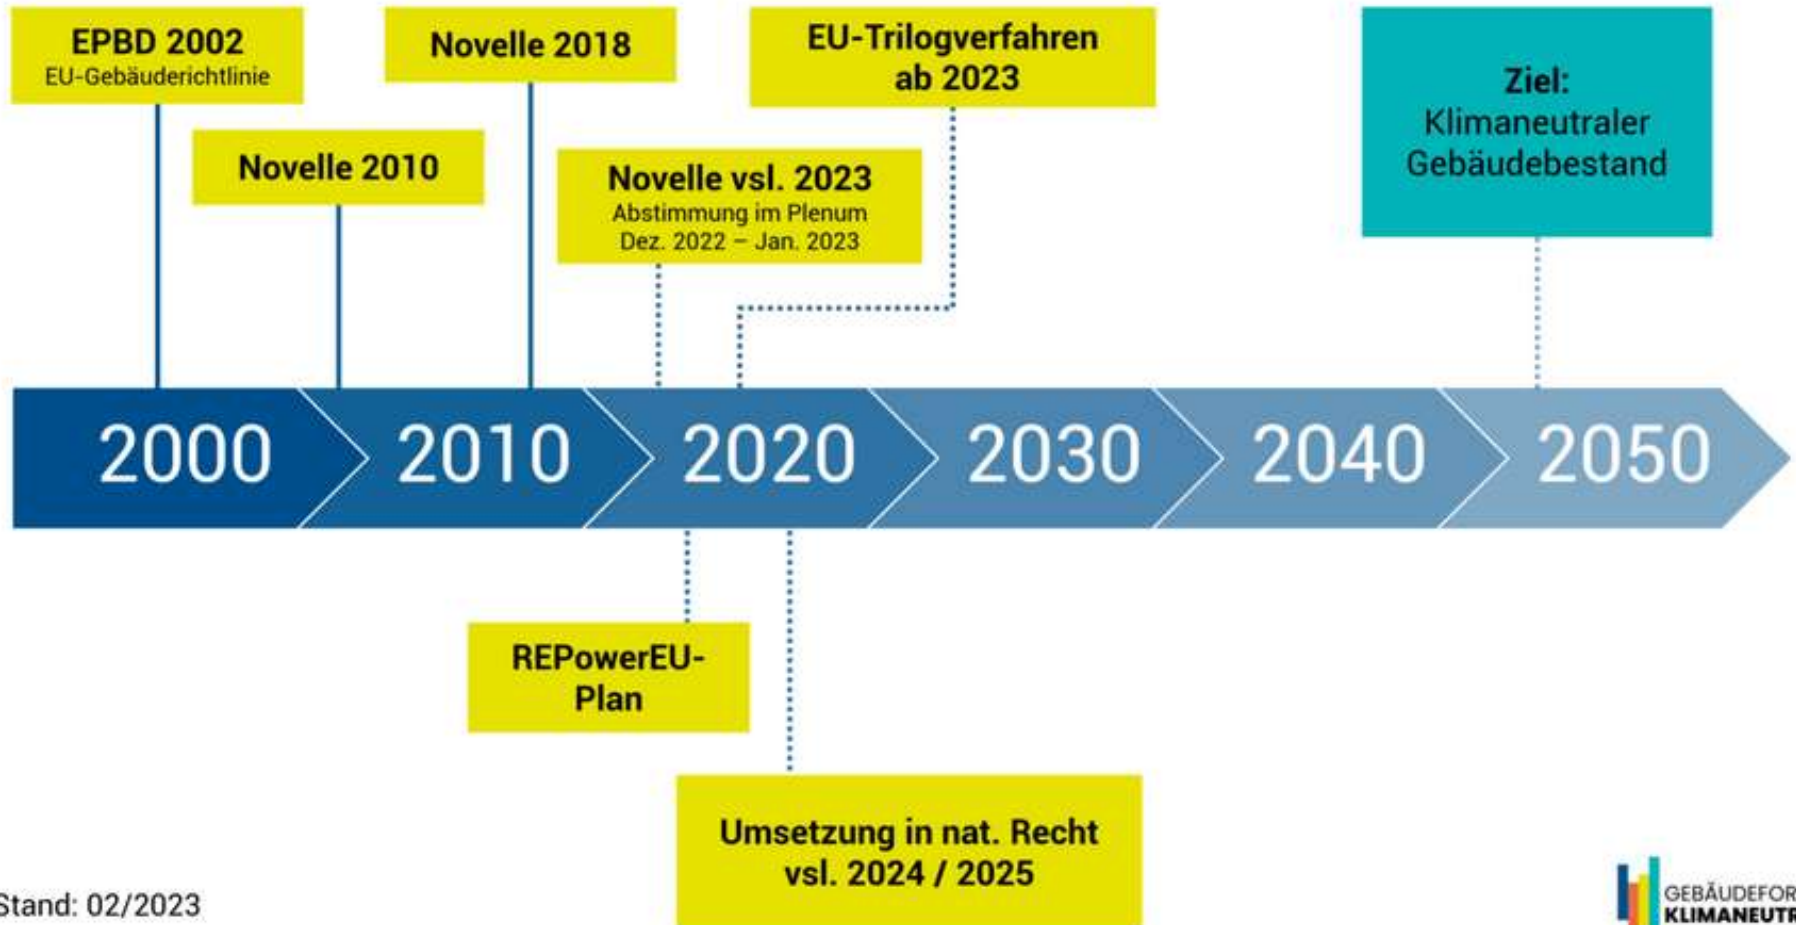 EPBD 2002
EU-Gebäuderichtlinie
Novelle 2010
Novelle 2018
Novelle vsl. 2023
Abstimmung im Plenum
Dez. 2022 – Jan. 2023
EU-Trilogverfahren
ab 2023
Ziel:
Klimaneutraler
Gebäudebestand
2000
2010
2020
2030
2040
2050
REPowerEU-
Plan
Umsetzung in nat. Recht
vsl. 2024 / 2025
Stand: 02/2023
GEBÄUDEFOR
KLIMANEUTR